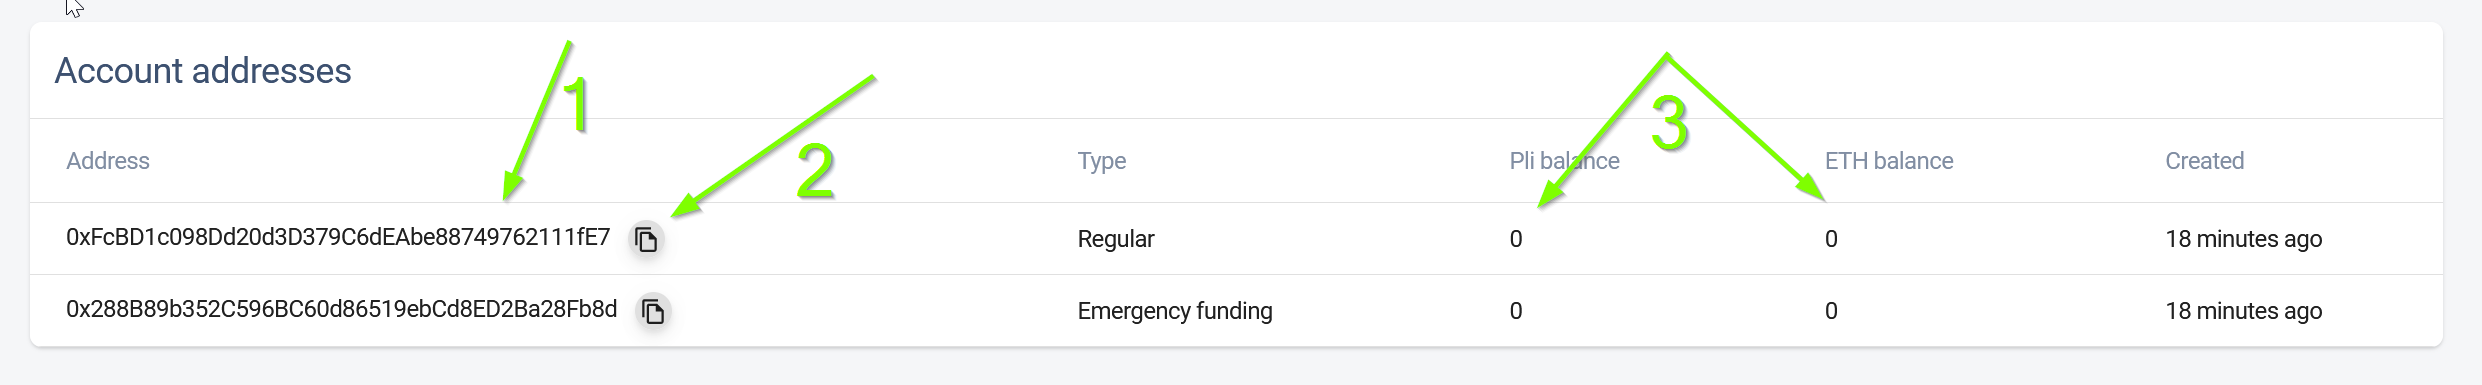 Account addresses
1
2
3
Address Type Pli balance ETH balance Created
0xFcBD1c098Dd20d3D379C6dEAbe88749762111fE7 Regular 0 0 18 minutes ago
0x288B89b352C596BC60d86519ebCd8ED2Ba28Fb8d Emergency funding 0 0 18 minutes ago